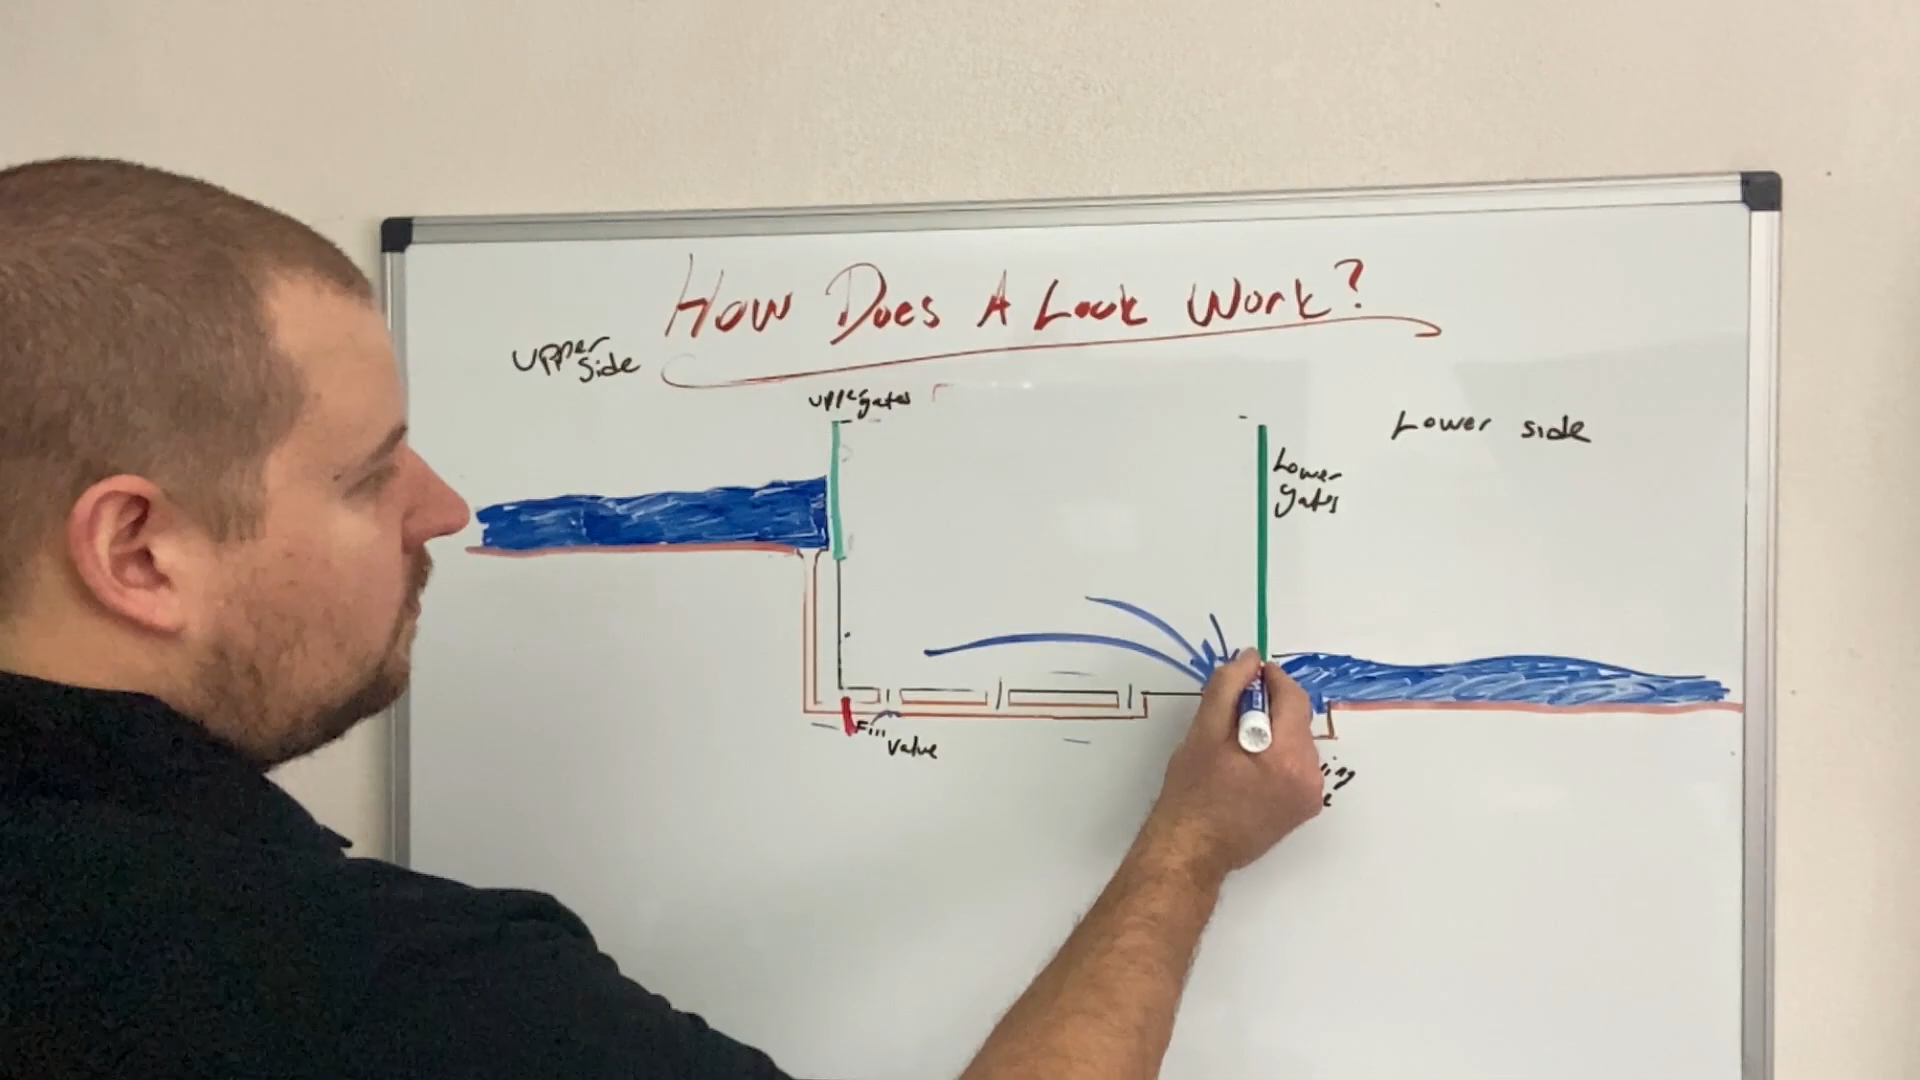 How Does A Lock Work?
Upper
Side
Upper gates
Lower side
Lower
gates
Fill
Valve